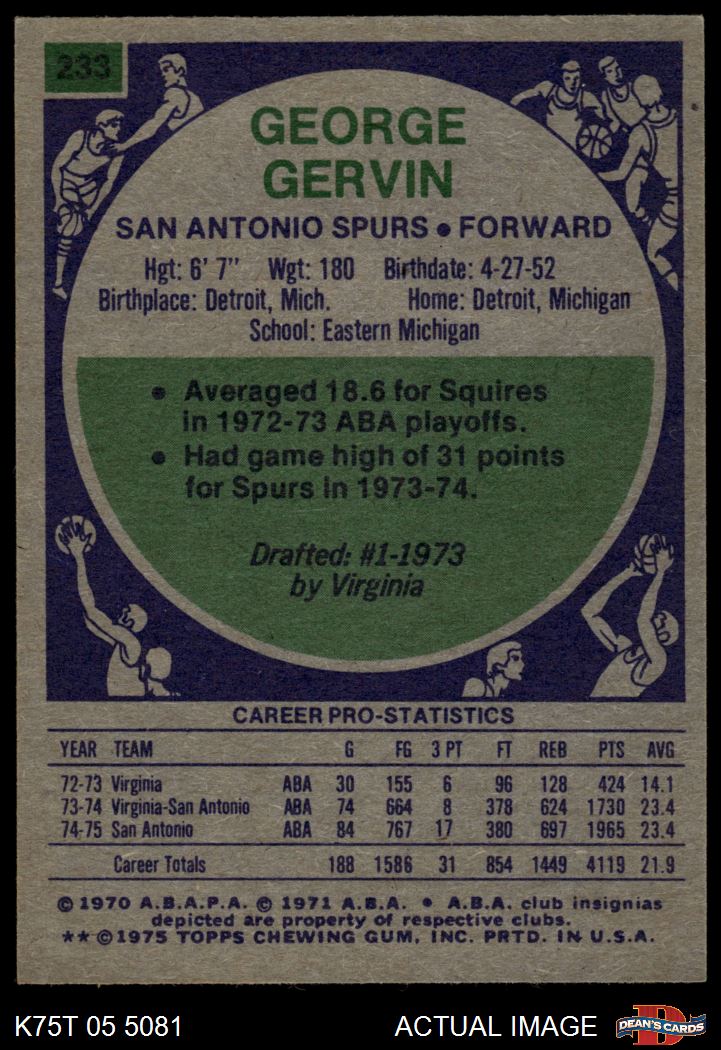 233
GEORGE
GERVIN
SAN ANTONIO SPURS • FORWARD
Hgt: 6' 7" Wgt: 180 Birthdate: 4-27-52
Birthplace: Detroit, Mich. Home: Detroit, Michigan
School: Eastern Michigan
• Averaged 18.6 for Squires
in 1972-73 ABA playoffs.
• Had game high of 31 points
for Spurs in 1973-74.
Drafted: #1-1973
by Virginia
CAREER PRO-STATISTICS
YEAR TEAM G FG 3 PT FT REB PTS AVG
72-73 Virginia ABA 30 155 6 96 128 424 14.1
73-74 Virginia-San Antonio ABA 74 664 8 378 624 1730 23.4
74-75 San Antonio ABA 84 767 17 380 697 1965 23.4
Career Totals 188 1586 31 854 1449 4119 21.9
© 1970 A.B.A.P.A. © 1971 A.B.A. • A.B.A. club insignias
depicted are property of respective clubs.
** © 1975 TOPPS CHEWING GUM, INC. PRTD. IN U.S.A.
K75T 05 5081 ACTUAL IMAGE DEAN'S CARDS